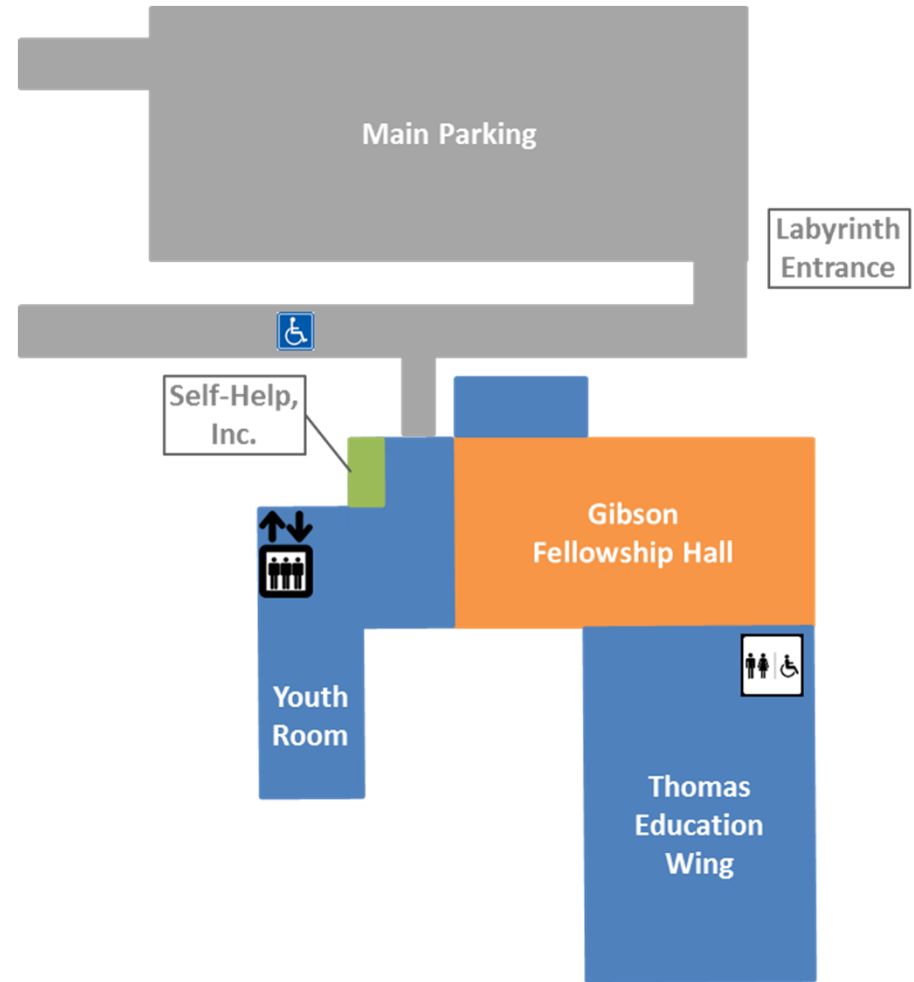 Main Parking
Labyrinth
Entrance
Self-Help,
Inc.
Gibson
Fellowship Hall
Youth
Room
Thomas
Education
Wing